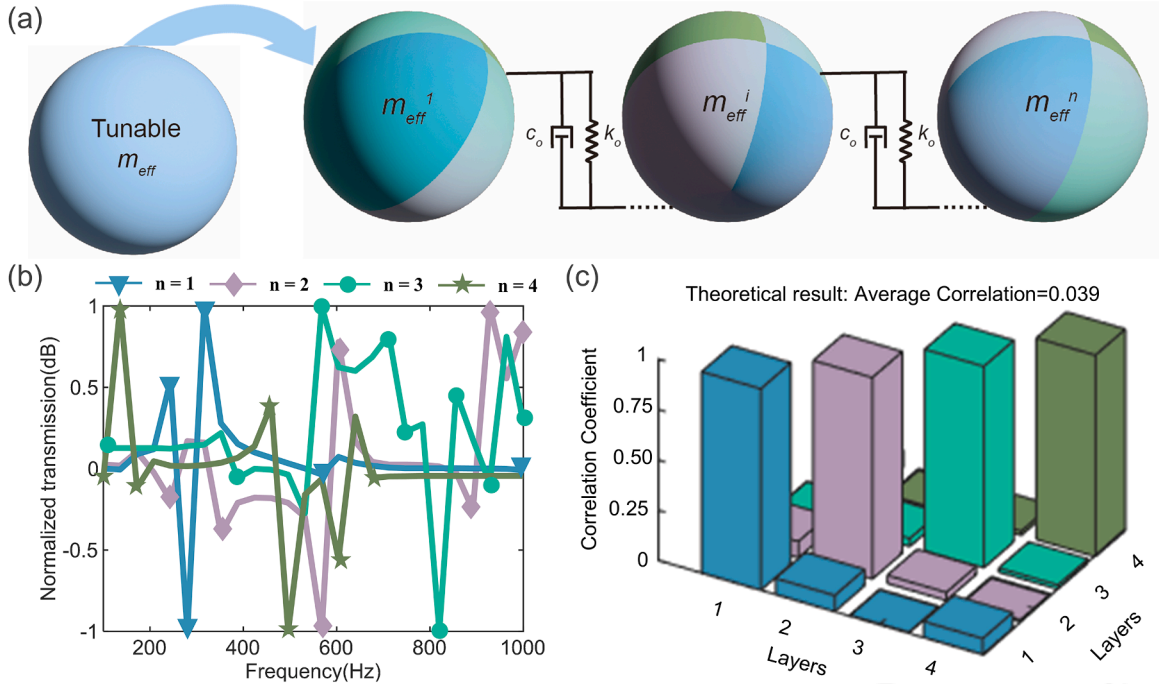 (a)
Tunable
m_eff
m_eff^1
c_o
k_o
m_eff^i
c_o
k_o
m_eff^n
(b)
n = 1
n = 2
n = 3
n = 4
Normalized transmission(dB)
1
0.5
0
-0.5
-1
200
400
600
800
1000
Frequency(Hz)
(c)
Theoretical result: Average Correlation=0.039
Correlation Coefficient
1
0.75
0.50
0.25
0
1
2
3
4
Layers
1
2
3
4
Layers